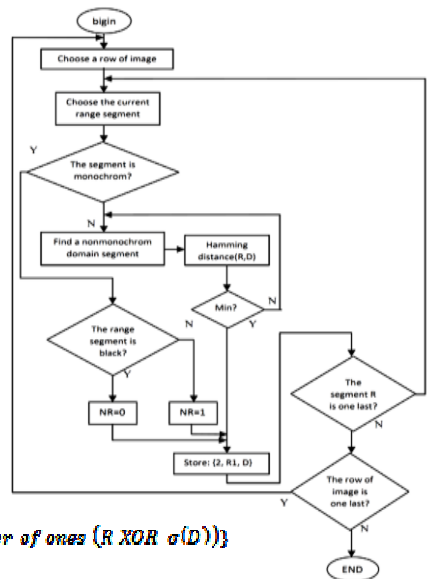 bigin
Choose a row of image
Choose the current
range segment
Y
The segment is
monochrom?
N
Find a nonmonochrom
domain segment
Hamming
distance(R,D)
Min?
N
Y
The range
segment is
black?
N
Y
NR=0
NR=1
Store: {2, R1, D}
The
segment R
is one last?
N
The row of
image is
one last?
Y
N
END
r of ones (R XOR σ(D))}